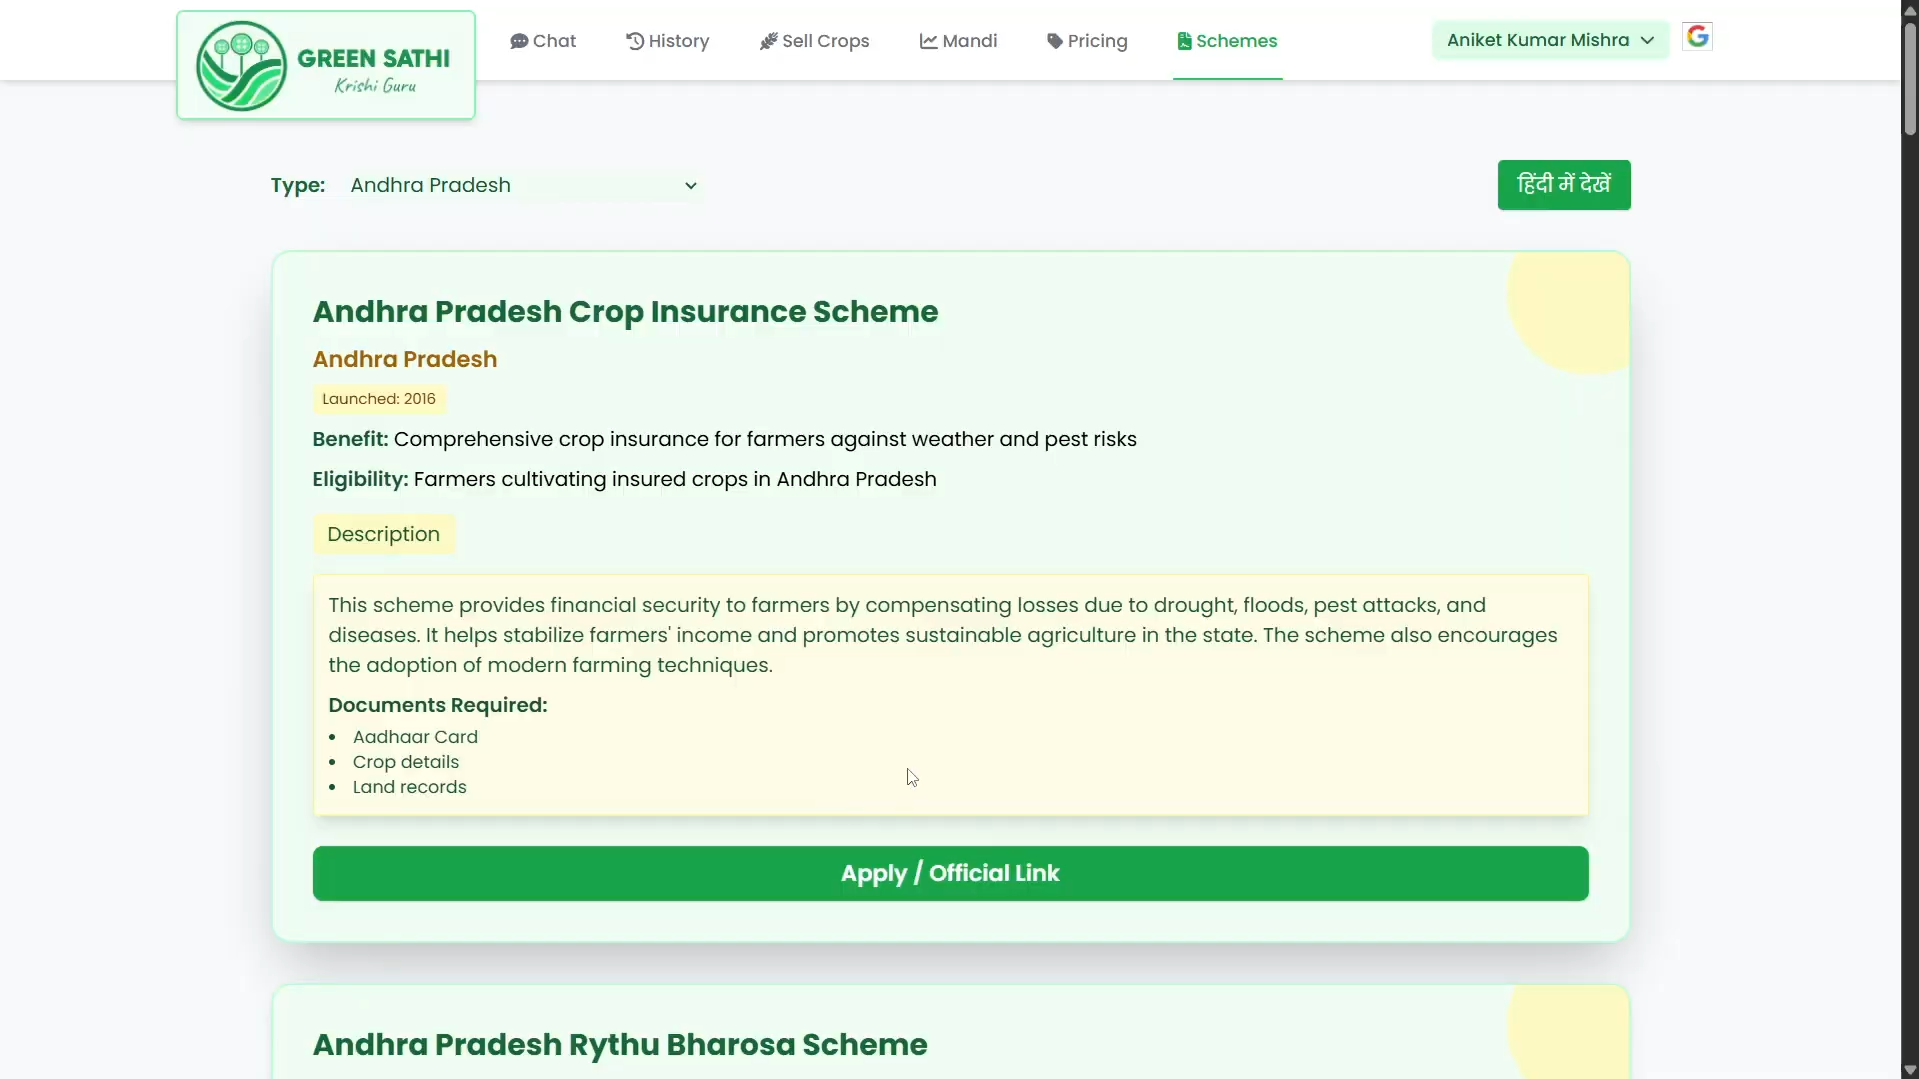 GREEN SATHI
Krishi Guru
Chat
History
Sell Crops
Mandi
Pricing
Schemes
Aniket Kumar Mishra
Type:
Andhra Pradesh
हिंदी में देखें
Andhra Pradesh Crop Insurance Scheme
Andhra Pradesh
Launched: 2016
Benefit: Comprehensive crop insurance for farmers against weather and pest risks
Eligibility: Farmers cultivating insured crops in Andhra Pradesh
Description
This scheme provides financial security to farmers by compensating losses due to drought, floods, pest attacks, and
diseases. It helps stabilize farmers' income and promotes sustainable agriculture in the state. The scheme also encourages
the adoption of modern farming techniques.
Documents Required:
Aadhaar Card
Crop details
Land records
Apply / Official Link
Andhra Pradesh Rythu Bharosa Scheme